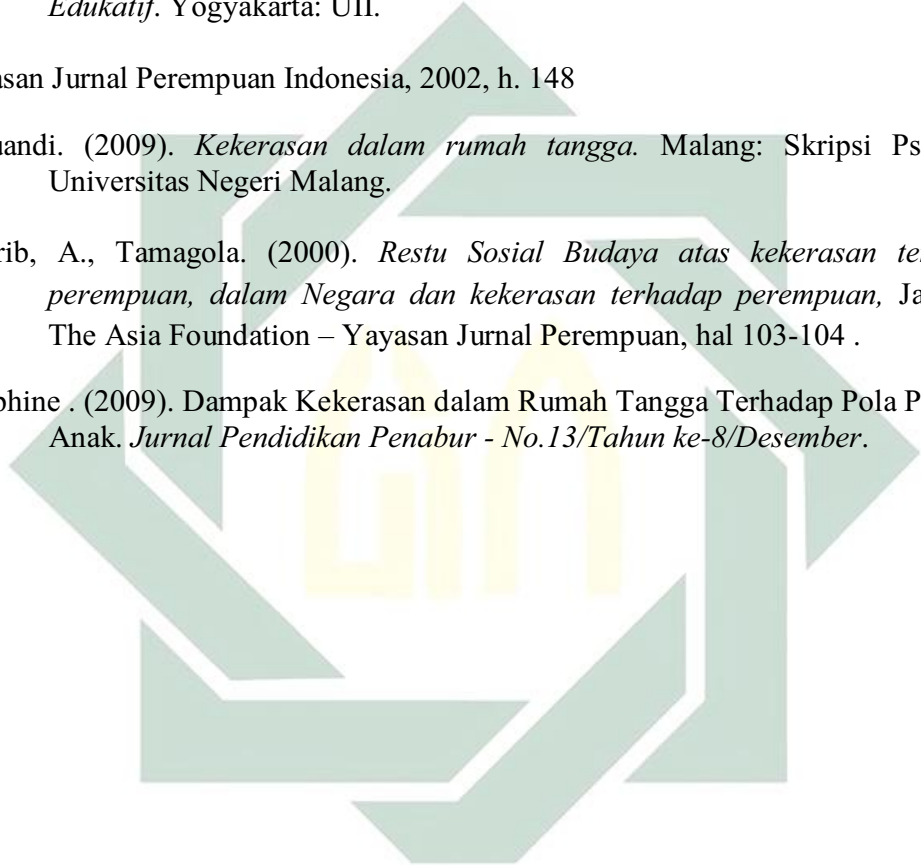 Edukatif. Yogyakarta: UII.
asan Jurnal Perempuan Indonesia, 2002, h. 148
uandi. (2009). Kekerasan dalam rumah tangga. Malang: Skripsi Ps
Universitas Negeri Malang.
rib, A., Tamagola. (2000). Restu Sosial Budaya atas kekerasan te
perempuan, dalam Negara dan kekerasan terhadap perempuan, Ja
The Asia Foundation – Yayasan Jurnal Perempuan, hal 103-104 .
phine . (2009). Dampak Kekerasan dalam Rumah Tangga Terhadap Pola P
Anak. Jurnal Pendidikan Penabur - No.13/Tahun ke-8/Desember.